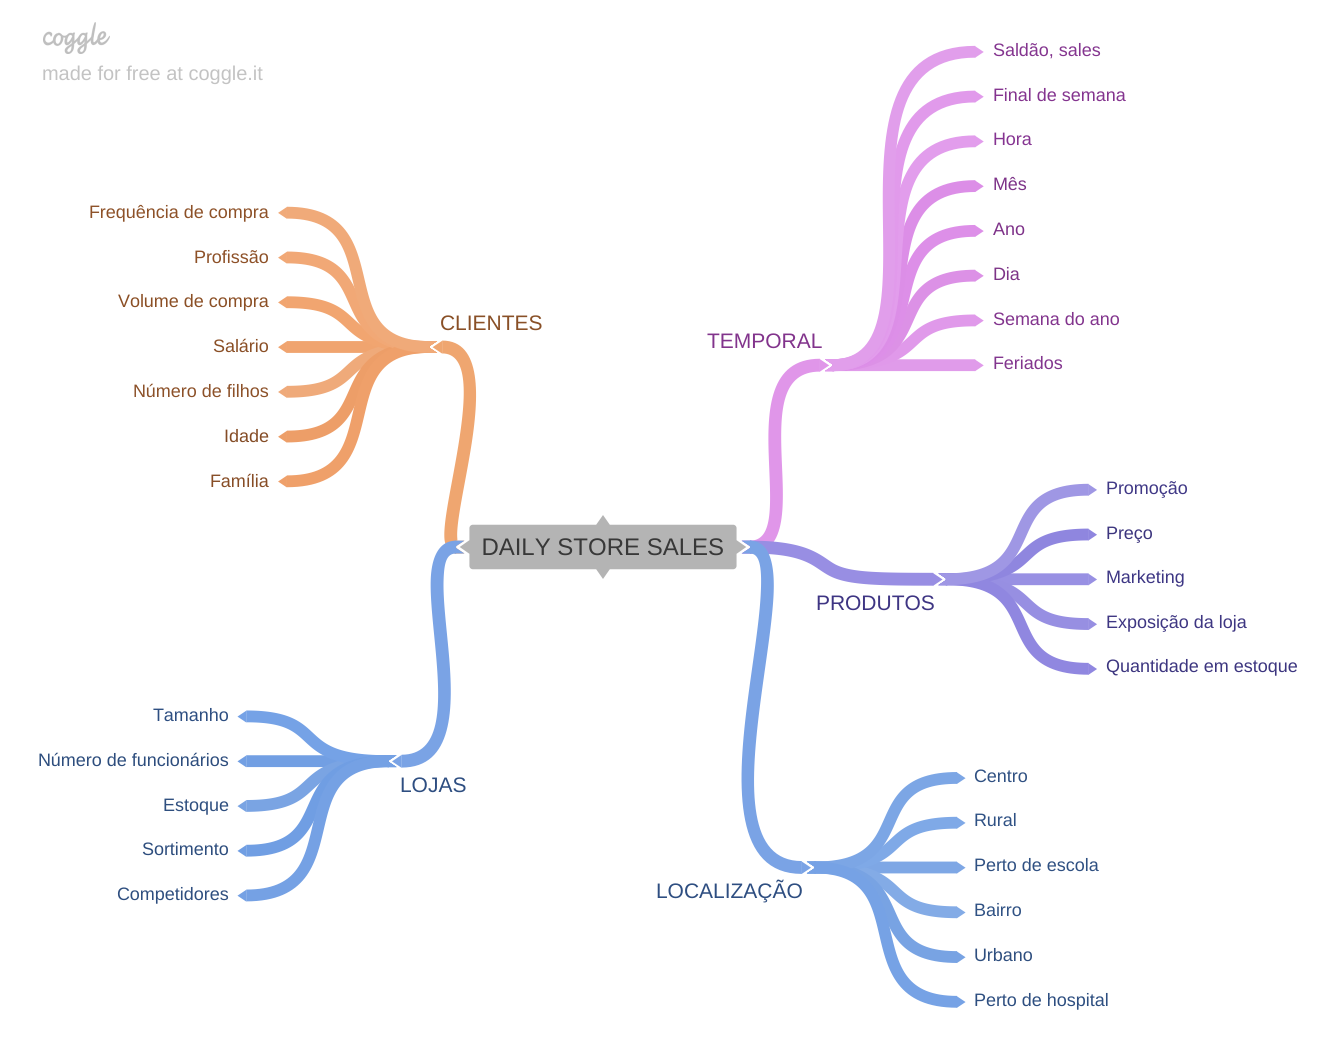 coggle
made for free at coggle.it
DAILY STORE SALES
CLIENTES
Frequência de compra
Profissão
Volume de compra
Salário
Número de filhos
Idade
Família
LOJAS
Tamanho
Número de funcionários
Estoque
Sortimento
Competidores
TEMPORAL
Saldão, sales
Final de semana
Hora
Mês
Ano
Dia
Semana do ano
Feriados
PRODUTOS
Promoção
Preço
Marketing
Exposição da loja
Quantidade em estoque
LOCALIZAÇÃO
Centro
Rural
Perto de escola
Bairro
Urbano
Perto de hospital